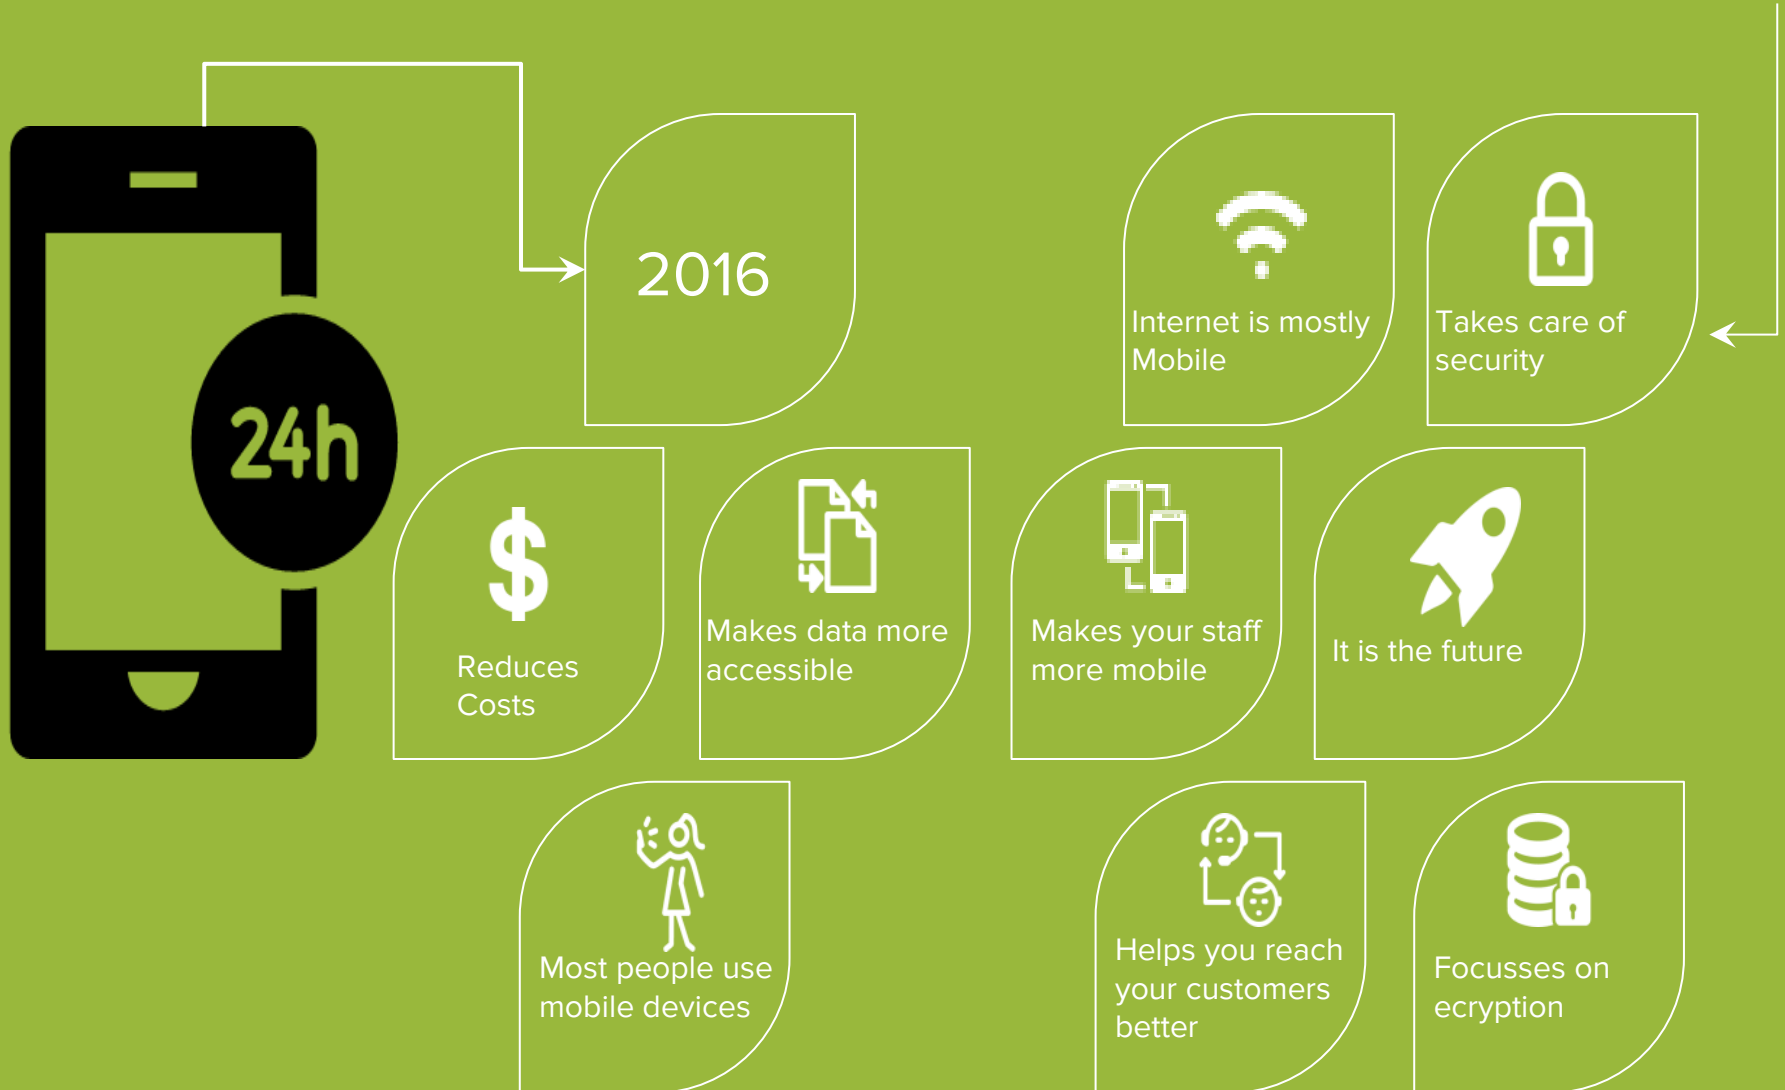 24h
2016
Internet is mostly
Mobile
Takes care of
security
$
Reduces
Costs
Makes data more
accessible
Makes your staff
more mobile
It is the future
Most people use
mobile devices
Helps you reach
your customers
better
Focusses on
ecryption